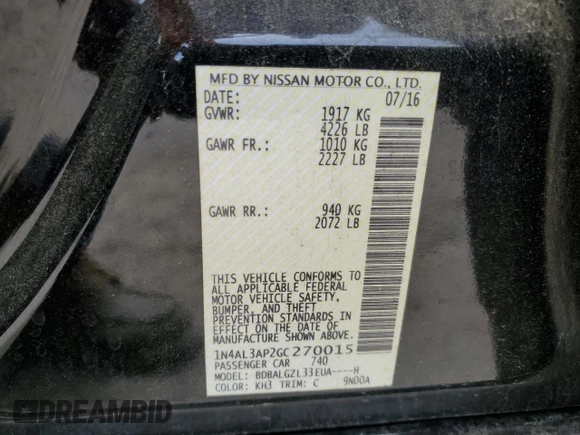 MFD BY NISSAN MOTOR CO., LTD.
DATE: 07/16
GVWR: 1917 KG
4226 LB
GAWR FR.: 1010 KG
2227 LB
GAWR RR.: 940 KG
2072 LB
THIS VEHICLE CONFORMS TO
ALL APPLICABLE FEDERAL
MOTOR VEHICLE SAFETY,
BUMPER, AND THEFT
PREVENTION STANDARDS IN
EFFECT ON THE DATE OF
MANUFACTURE SHOWN ABOVE.
1N4AL3AP2GC270015
PASSENGER CAR 740
MODEL: BDBALGZL33EUA----H
COLOR: KH3 TRIM: C 9N00A
DREAMBID